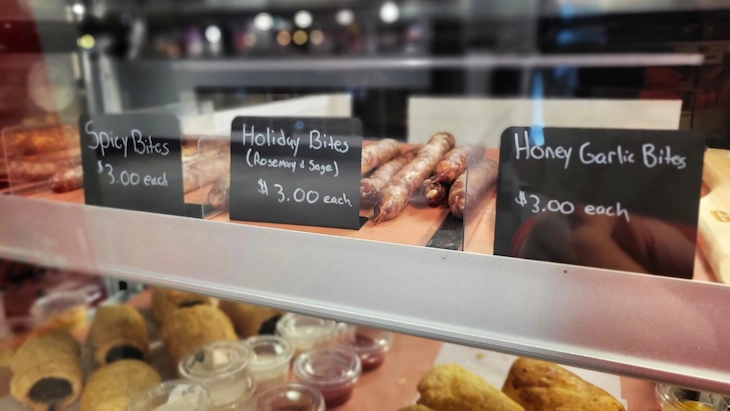 Spicy Bites
$3.00 each
Holiday Bites
(Rosemary & Sage)
$3.00 each
Honey Garlic Bites
$3.00 each